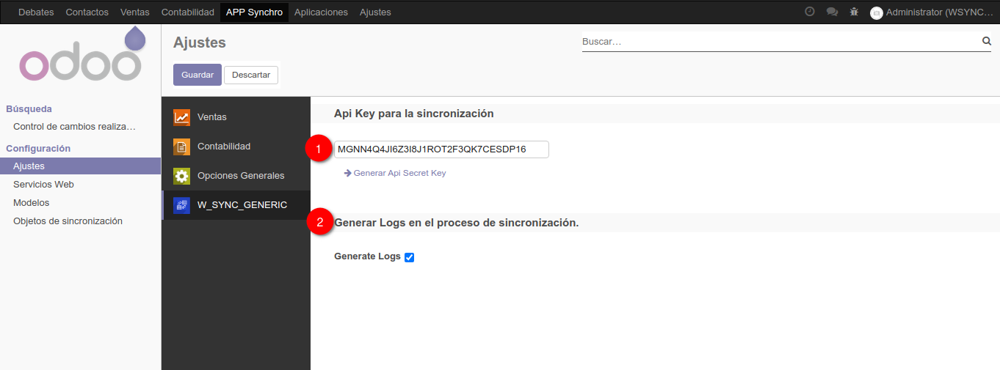 Debates Contactos Ventas Contabilidad APP Synchro Aplicaciones Ajustes Administrator (WSYNC…
odoo
Ajustes
Buscar…
Guardar Descartar
Búsqueda
Control de cambios realiza…
Configuración
Ajustes
Servicios Web
Modelos
Objetos de sincronización
Ventas
Contabilidad
Opciones Generales
W_SYNC_GENERIC
Api Key para la sincronización
1 MGNN4Q4JI6Z3I8J1ROT2F3QK7CESDP16
Generar Api Secret Key
2 Generar Logs en el proceso de sincronización.
Generate Logs